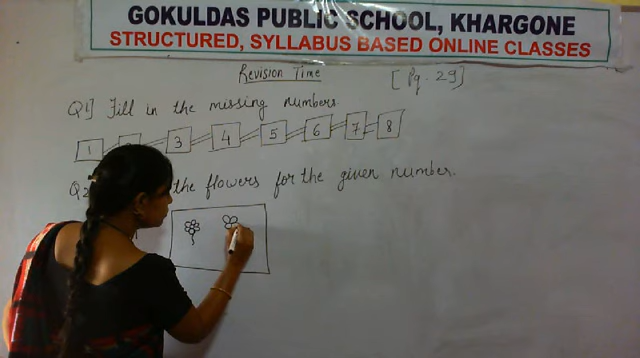 GOKULDAS PUBLIC SCHOOL, KHARGONE
STRUCTURED, SYLLABUS BASED ONLINE CLASSES
Revision Time
[Pg. 29]
Q1] Fill in the missing numbers.
1 3 4 5 6 7 8
the flowers for the given number.